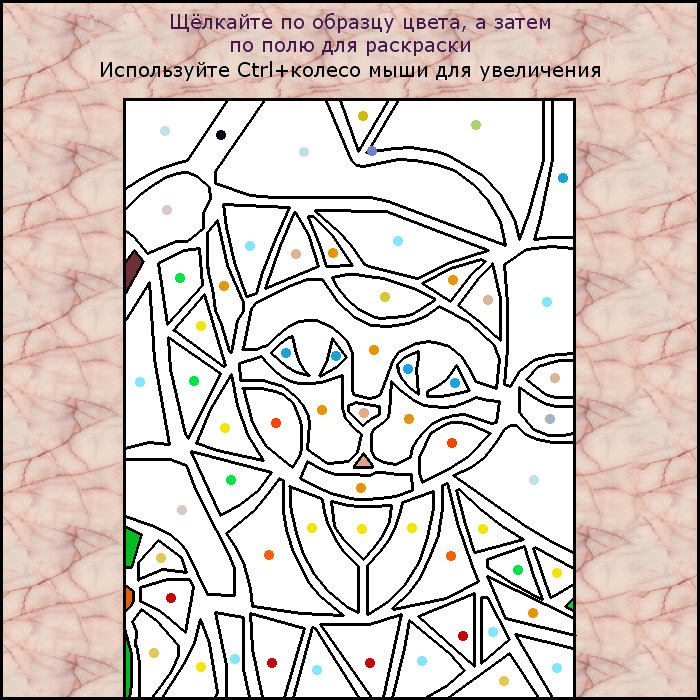 Щёлкайте по образцу цвета, а затем
по полю для раскраски
Используйте Ctrl+колесо мыши для увеличения